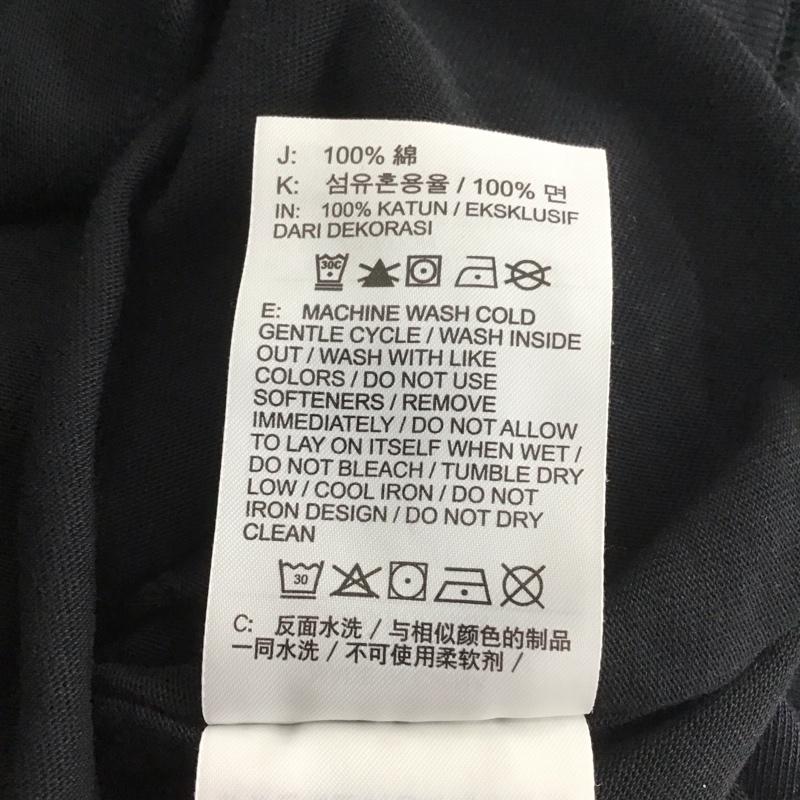 J: 100% 綿
K: 섬유혼용율 / 100% 면
IN: 100% KATUN / EKSKLUSIF
DARI DEKORASI
30C
E: MACHINE WASH COLD
GENTLE CYCLE / WASH INSIDE
OUT / WASH WITH LIKE
COLORS / DO NOT USE
SOFTENERS / REMOVE
IMMEDIATELY / DO NOT ALLOW
TO LAY ON ITSELF WHEN WET /
DO NOT BLEACH / TUMBLE DRY
LOW / COOL IRON / DO NOT
IRON DESIGN / DO NOT DRY
CLEAN
30
C: 反面水洗 / 与相似颜色的制品
一同水洗 / 不可使用柔软剂 /